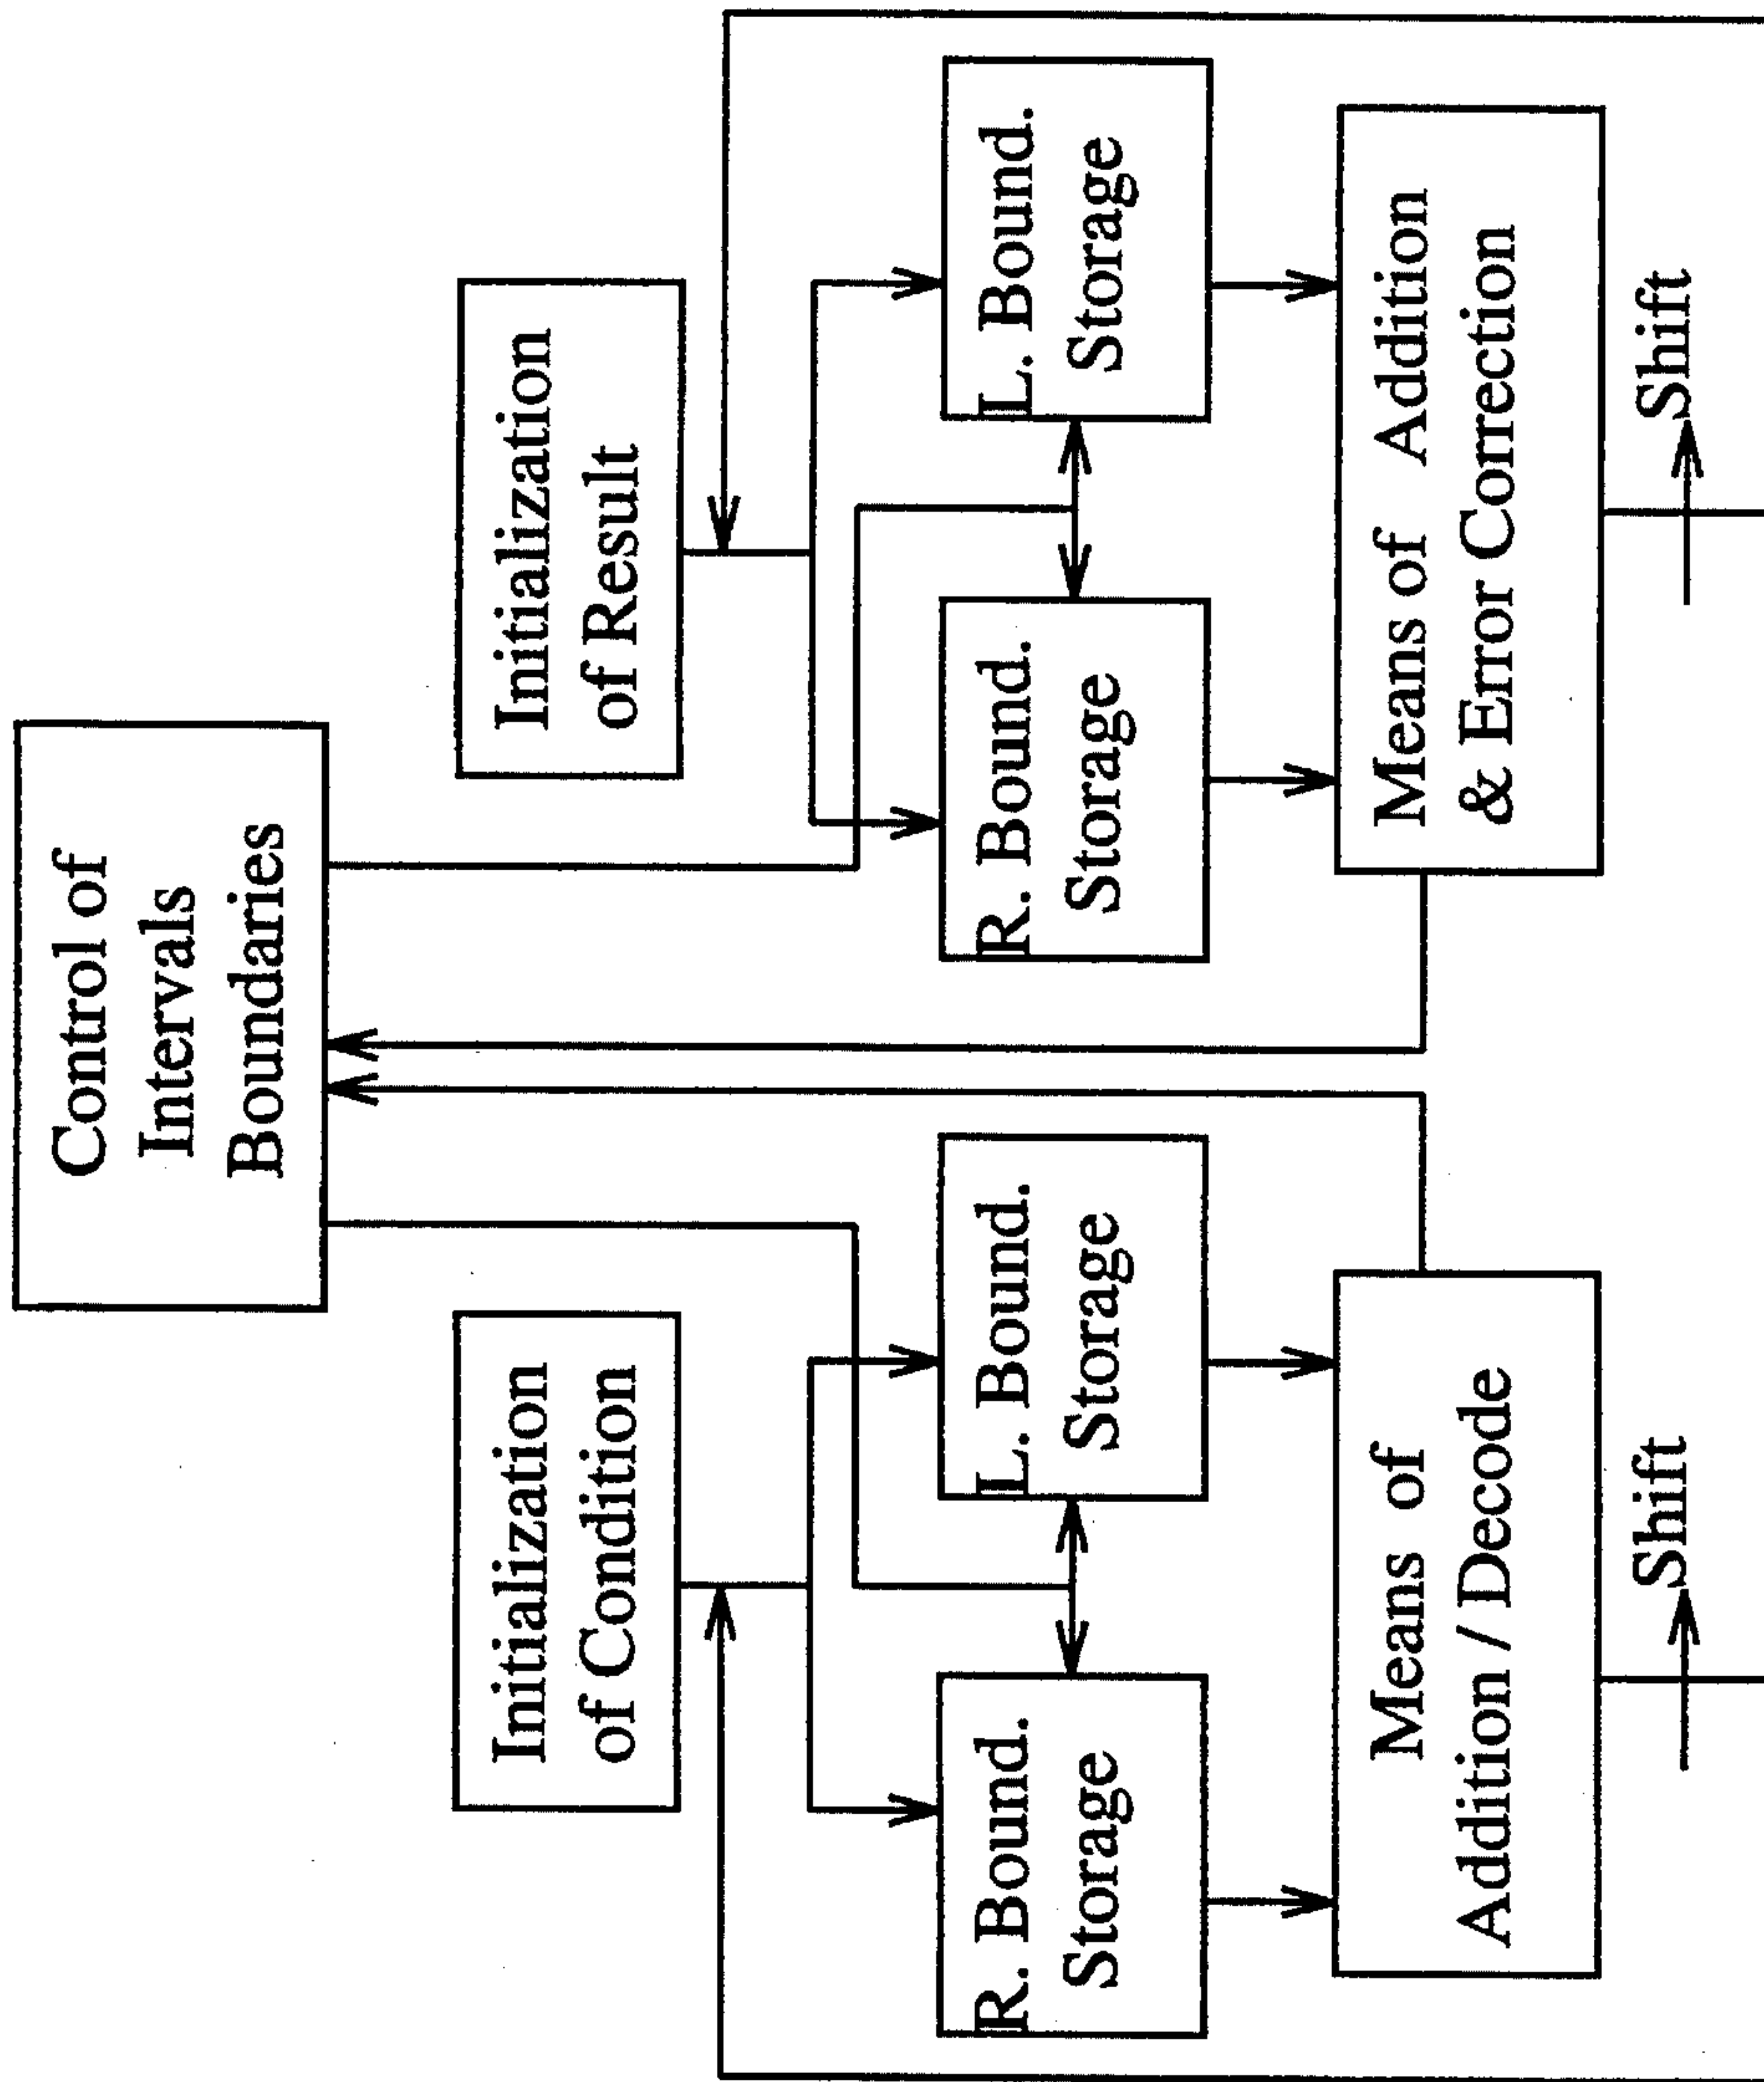 Control of
Intervals
Boundaries
Initialization
of Condition
Initialization
of Result
R. Bound.
Storage
L. Bound.
Storage
R. Bound.
Storage
L. Bound.
Storage
Means of
Addition / Decode
Means of Addition
& Error Correction
Shift
Shift